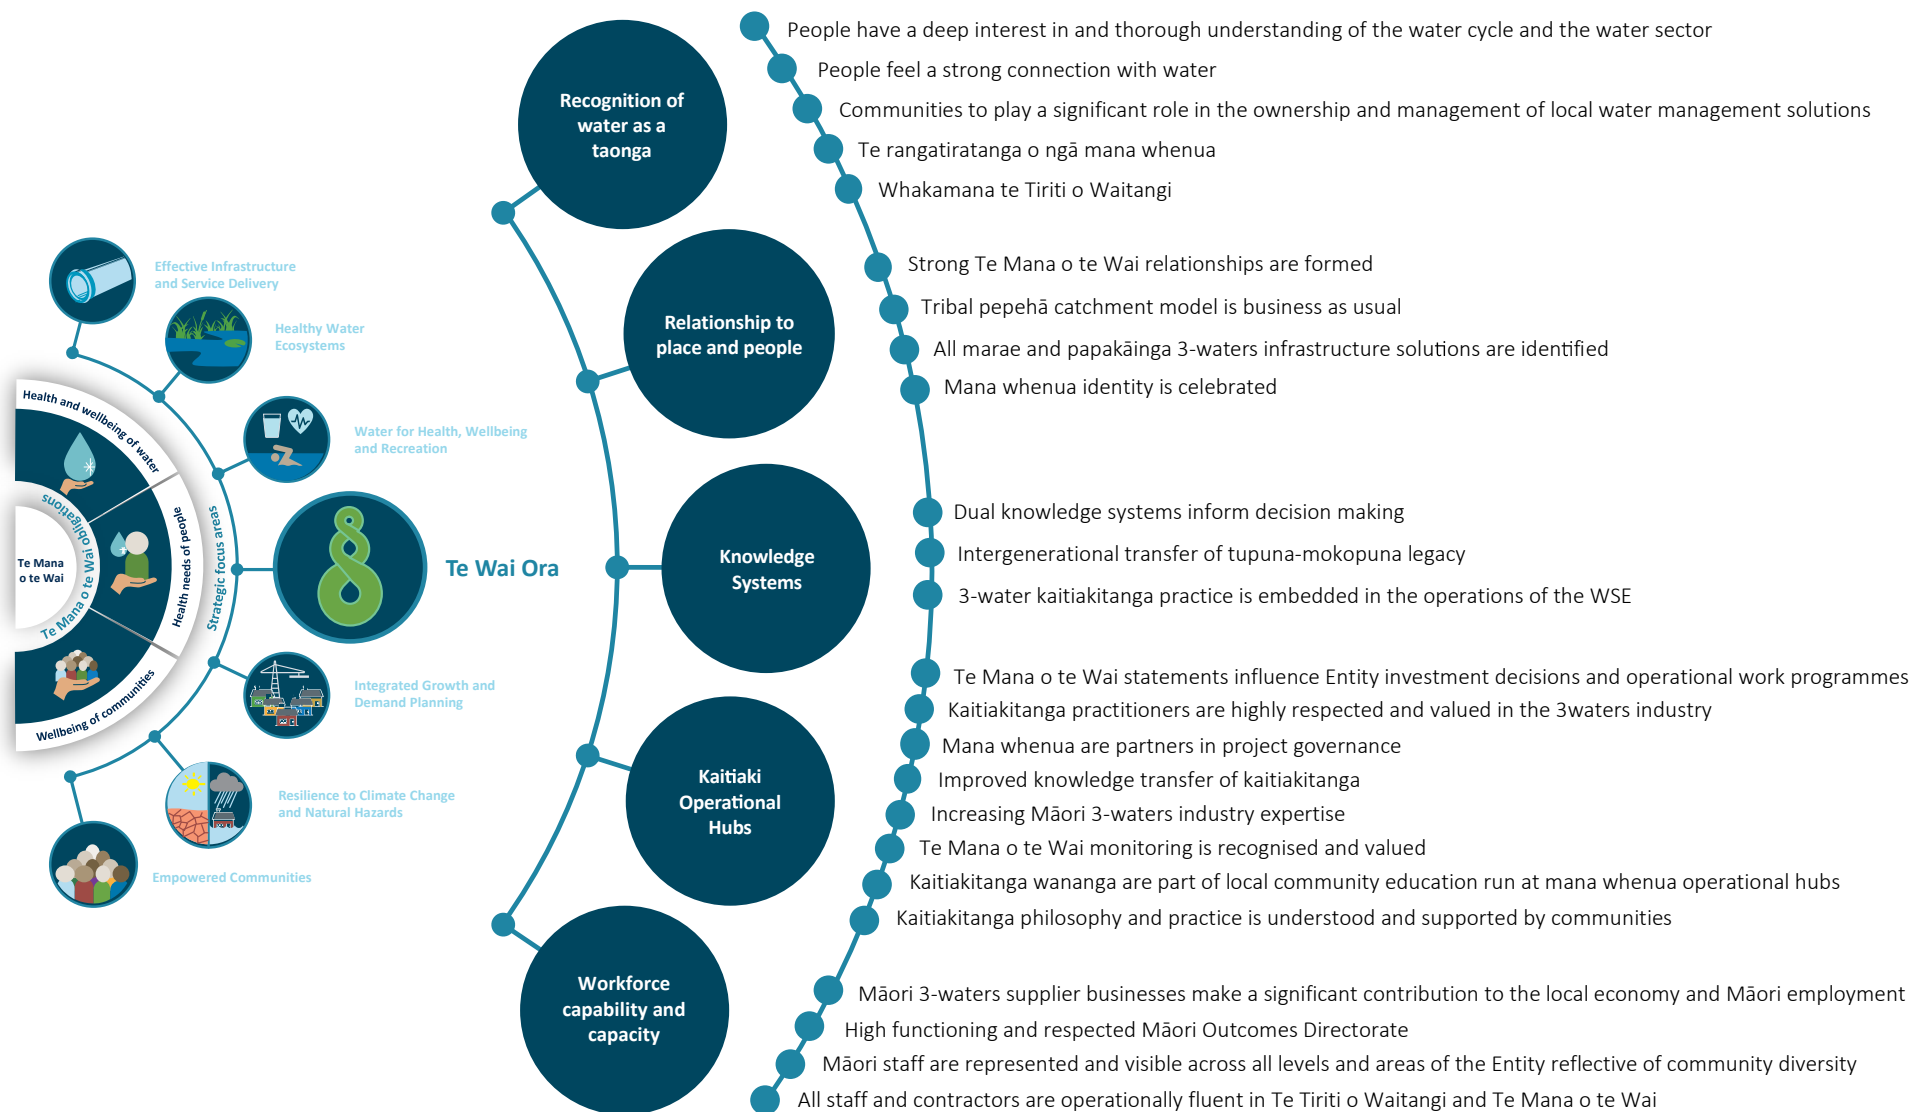 Te Mana
o te Wai
Te Mana o te Wai obligations
Health and wellbeing of water
Health needs of people
Wellbeing of communities
Strategic focus areas
Effective Infrastructure
and Service Delivery
Healthy Water
Ecosystems
Water for Health, Wellbeing
and Recreation
Te Wai Ora
Integrated Growth and
Demand Planning
Resilience to Climate Change
and Natural Hazards
Empowered Communities
Recognition of
water as a
taonga
People have a deep interest in and thorough understanding of the water cycle and the water sector
People feel a strong connection with water
Communities to play a significant role in the ownership and management of local water management solutions
Te rangatiratanga o ngā mana whenua
Whakamana te Tiriti o Waitangi
Relationship to
place and people
Strong Te Mana o te Wai relationships are formed
Tribal pepehā catchment model is business as usual
All marae and papakāinga 3-waters infrastructure solutions are identified
Mana whenua identity is celebrated
Knowledge
Systems
Dual knowledge systems inform decision making
Intergenerational transfer of tupuna-mokopuna legacy
3-water kaitiakitanga practice is embedded in the operations of the WSE
Kaitiaki
Operational
Hubs
Te Mana o te Wai statements influence Entity investment decisions and operational work programmes
Kaitiakitanga practitioners are highly respected and valued in the 3waters industry
Mana whenua are partners in project governance
Improved knowledge transfer of kaitiakitanga
Increasing Māori 3-waters industry expertise
Te Mana o te Wai monitoring is recognised and valued
Kaitiakitanga wananga are part of local community education run at mana whenua operational hubs
Kaitiakitanga philosophy and practice is understood and supported by communities
Workforce
capability and
capacity
Māori 3-waters supplier businesses make a significant contribution to the local economy and Māori employment
High functioning and respected Māori Outcomes Directorate
Māori staff are represented and visible across all levels and areas of the Entity reflective of community diversity
All staff and contractors are operationally fluent in Te Tiriti o Waitangi and Te Mana o te Wai